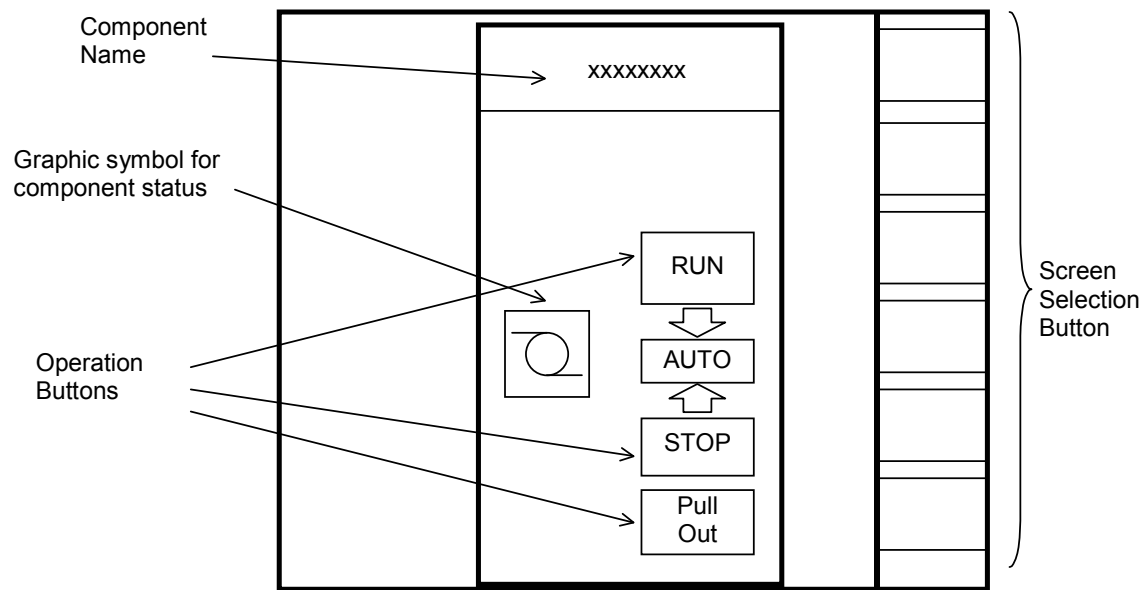 Component
Name
xxxxxxxx
Graphic symbol for
component status
RUN
AUTO
STOP
Pull
Out
Operation
Buttons
Screen
Selection
Button